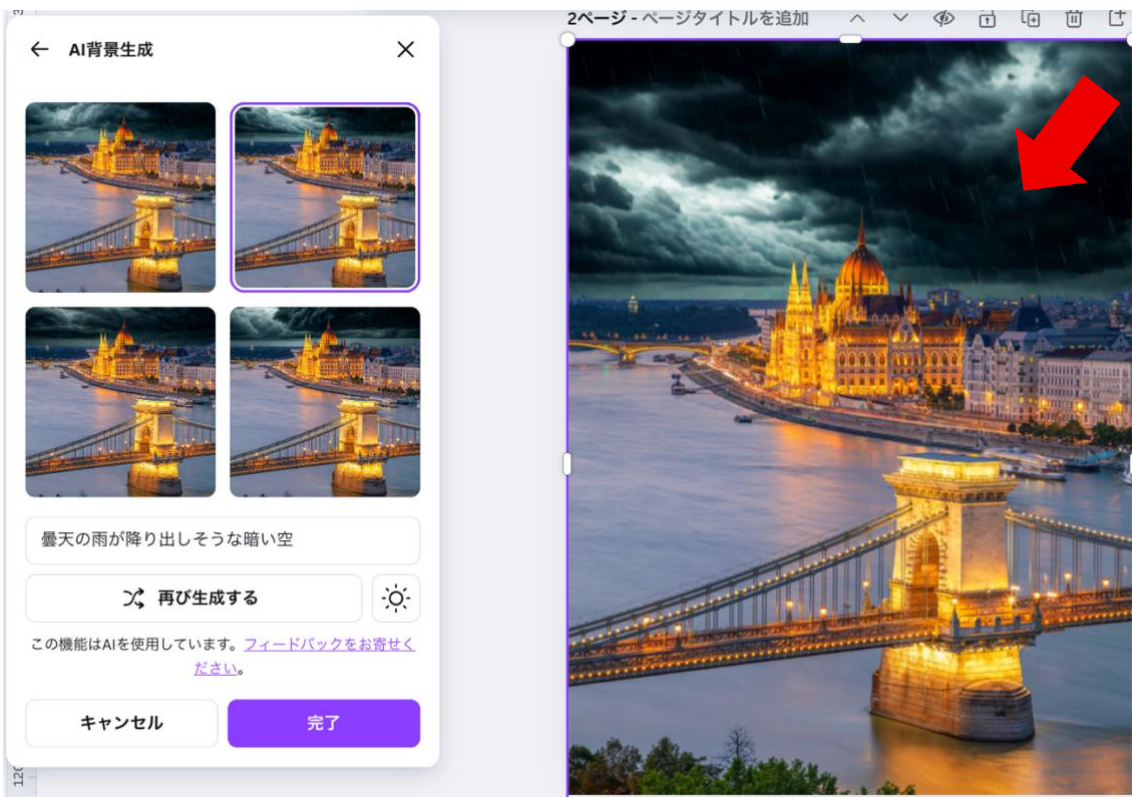 2ページ - ページタイトルを追加
AI背景生成
曇天の雨が降り出しそうな暗い空
再び生成する
この機能はAIを使用しています。フィードバックをお寄せく
ださい。
キャンセル
完了
120